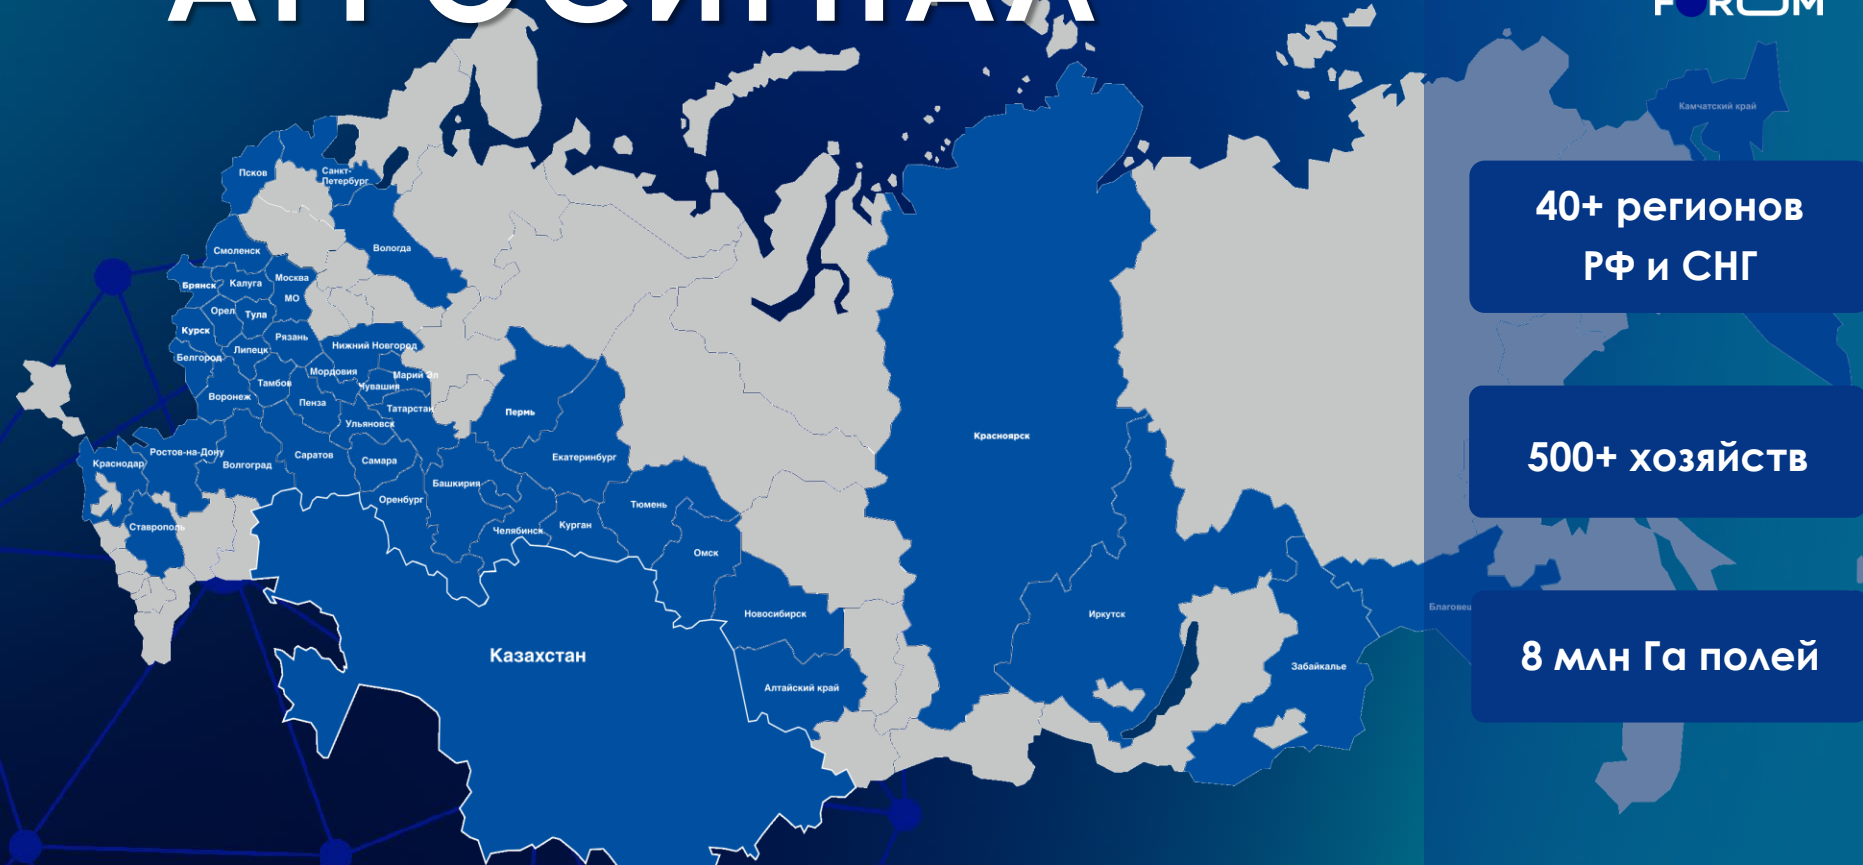 АГРОСИГНАЛ
FORUM
Камчатский край
40+ регионов
РФ и СНГ
500+ хозяйств
8 млн Га полей
Псков
Санкт-
Петербург
Вологда
Смоленск
Москва
МО
Брянск
Калуга
Орел
Тула
Курск
Рязань
Нижний Новгород
Липецк
Белгород
Мордовия
Марий Эл
Чувашия
Тамбов
Воронеж
Пенза
Татарстан
Ульяновск
Пермь
Красноярск
Ростов-на-Дону
Краснодар
Волгоград
Саратов
Самара
Екатеринбург
Башкирия
Оренбург
Тюмень
Ставрополь
Челябинск
Курган
Омск
Новосибирск
Иркутск
Казахстан
Забайкалье
Алтайский край